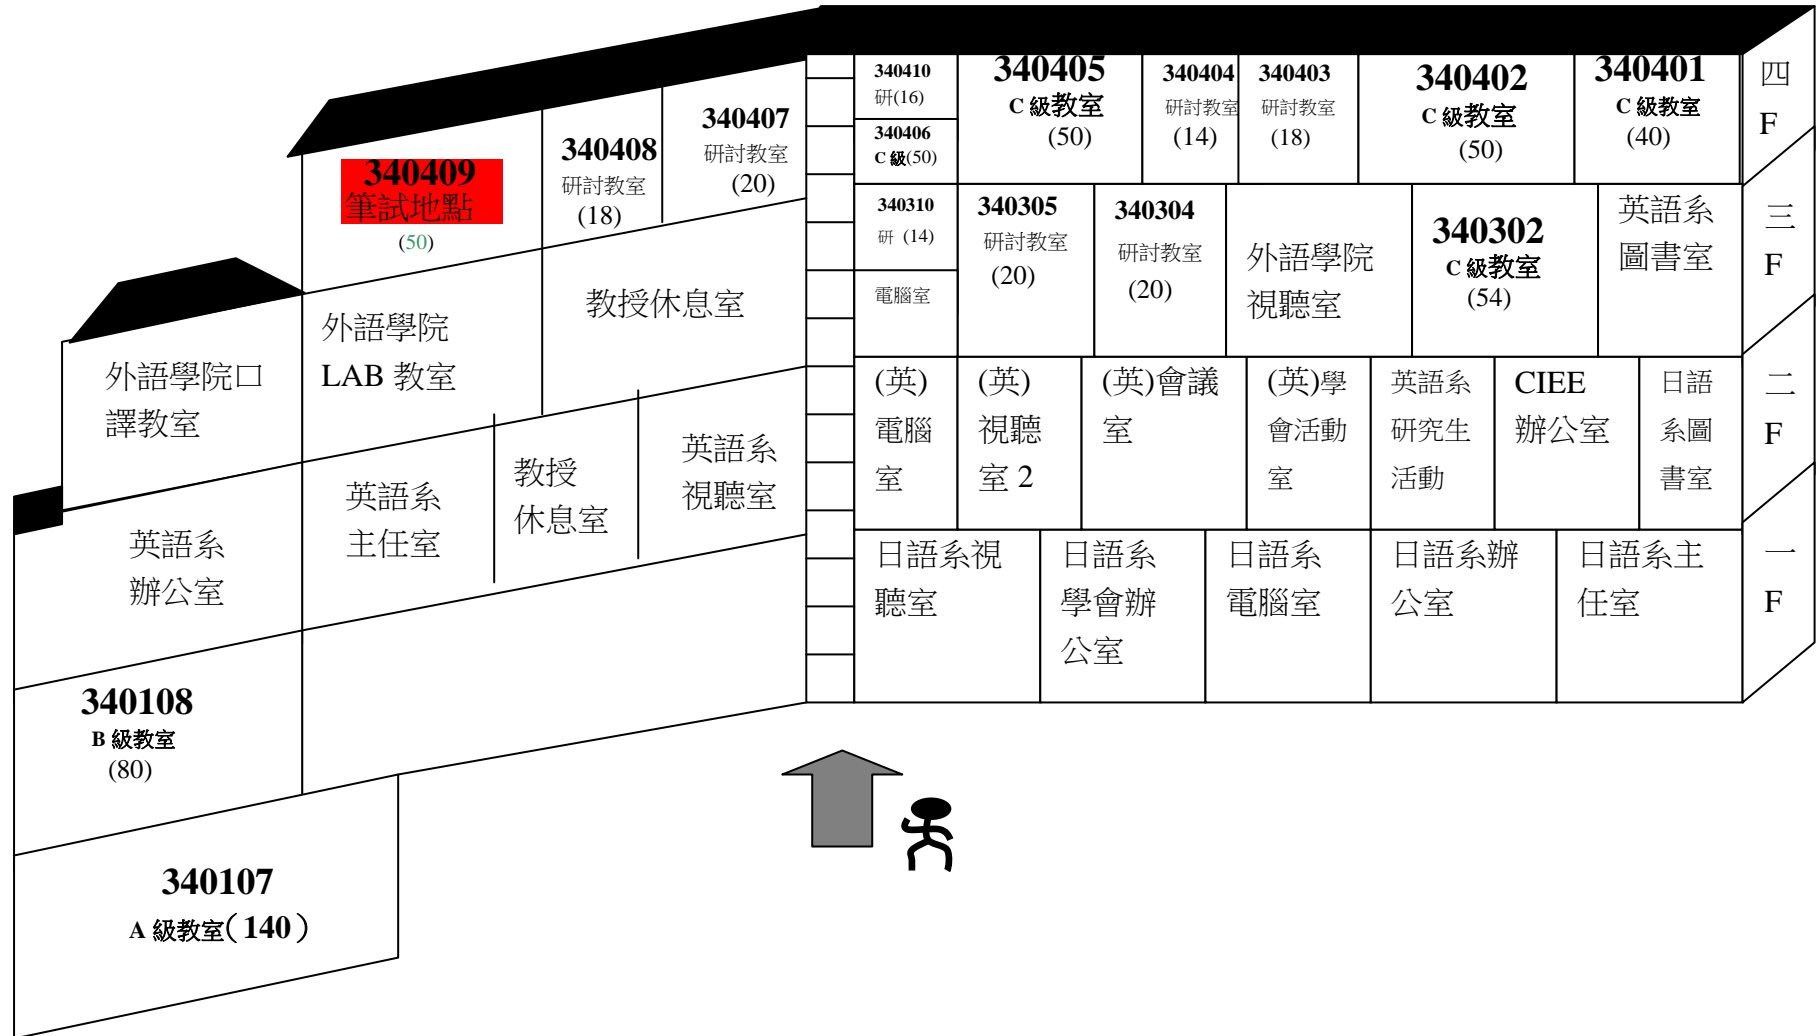 340409
筆試地點
(50)
340408
研討教室
(18)
340407
研討教室
(20)
340410
研(16)
340406
C 級(50)
340405
C 級教室
(50)
340404
研討教室
(14)
340403
研討教室
(18)
340402
C 級教室
(50)
340401
C 級教室
(40)
四
F
外語學院口
譯教室
外語學院
LAB 教室
教授休息室
340310
研 (14)
電腦室
340305
研討教室
(20)
340304
研討教室
(20)
外語學院
視聽室
340302
C 級教室
(54)
英語系
圖書室
三
F
英語系
辦公室
英語系
主任室
教授
休息室
英語系
視聽室
(英)
電腦
室
(英)
視聽
室 2
(英)會議
室
(英)學
會活動
室
英語系
研究生
活動
CIEE
辦公室
日語
系圖
書室
二
F
340108
B 級教室
(80)
日語系視
聽室
日語系
學會辦
公室
日語系
電腦室
日語系辦
公室
日語系主
任室
一
F
340107
A 級教室(140)